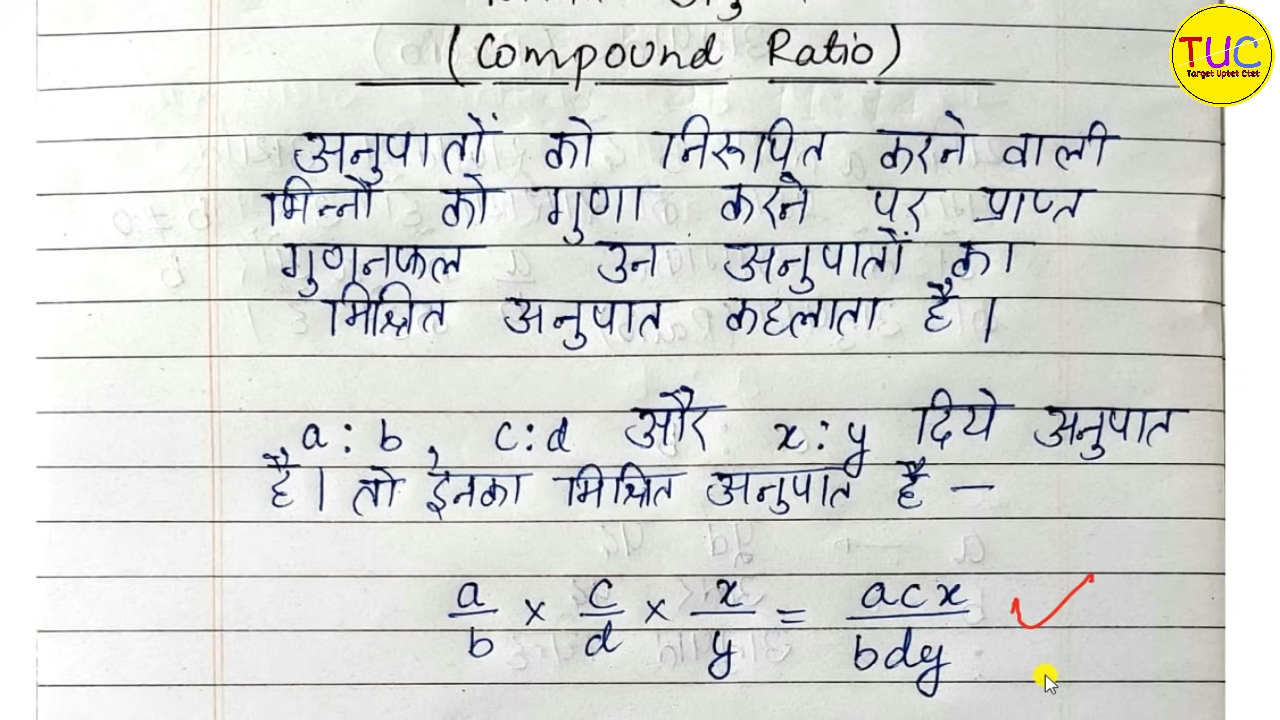 (Compound Ratio)
TUC
Target Uptet Ctet
अनुपातों को निरूपित करने वाली
भिन्नों को गुणा करने पर प्राप्त
गुणनफल उन अनुपातों का
मिश्रित अनुपात कहलाता है।
a : b , c : d और x : y दिये अनुपात
है। तो इनका मिश्रित अनुपात है –
a/b × c/d × x/y = acx/bdy ✓